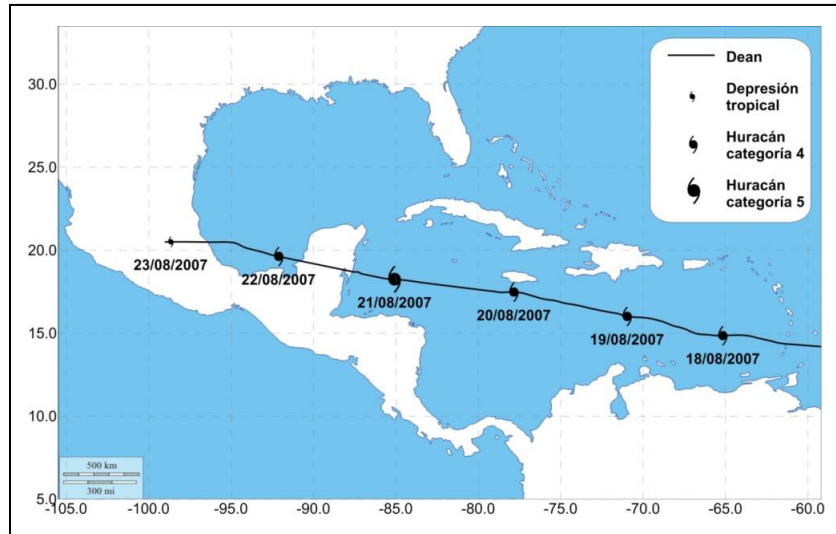 Dean
Depresión
tropical
Huracán
categoría 4
Huracán
categoría 5
30.0
25.0
20.0
15.0
10.0
5.0
23/08/2007
22/08/2007
21/08/2007
20/08/2007
19/08/2007
18/08/2007
500 km
300 mi
-105.0 -100.0 -95.0 -90.0 -85.0 -80.0 -75.0 -70.0 -65.0 -60.0